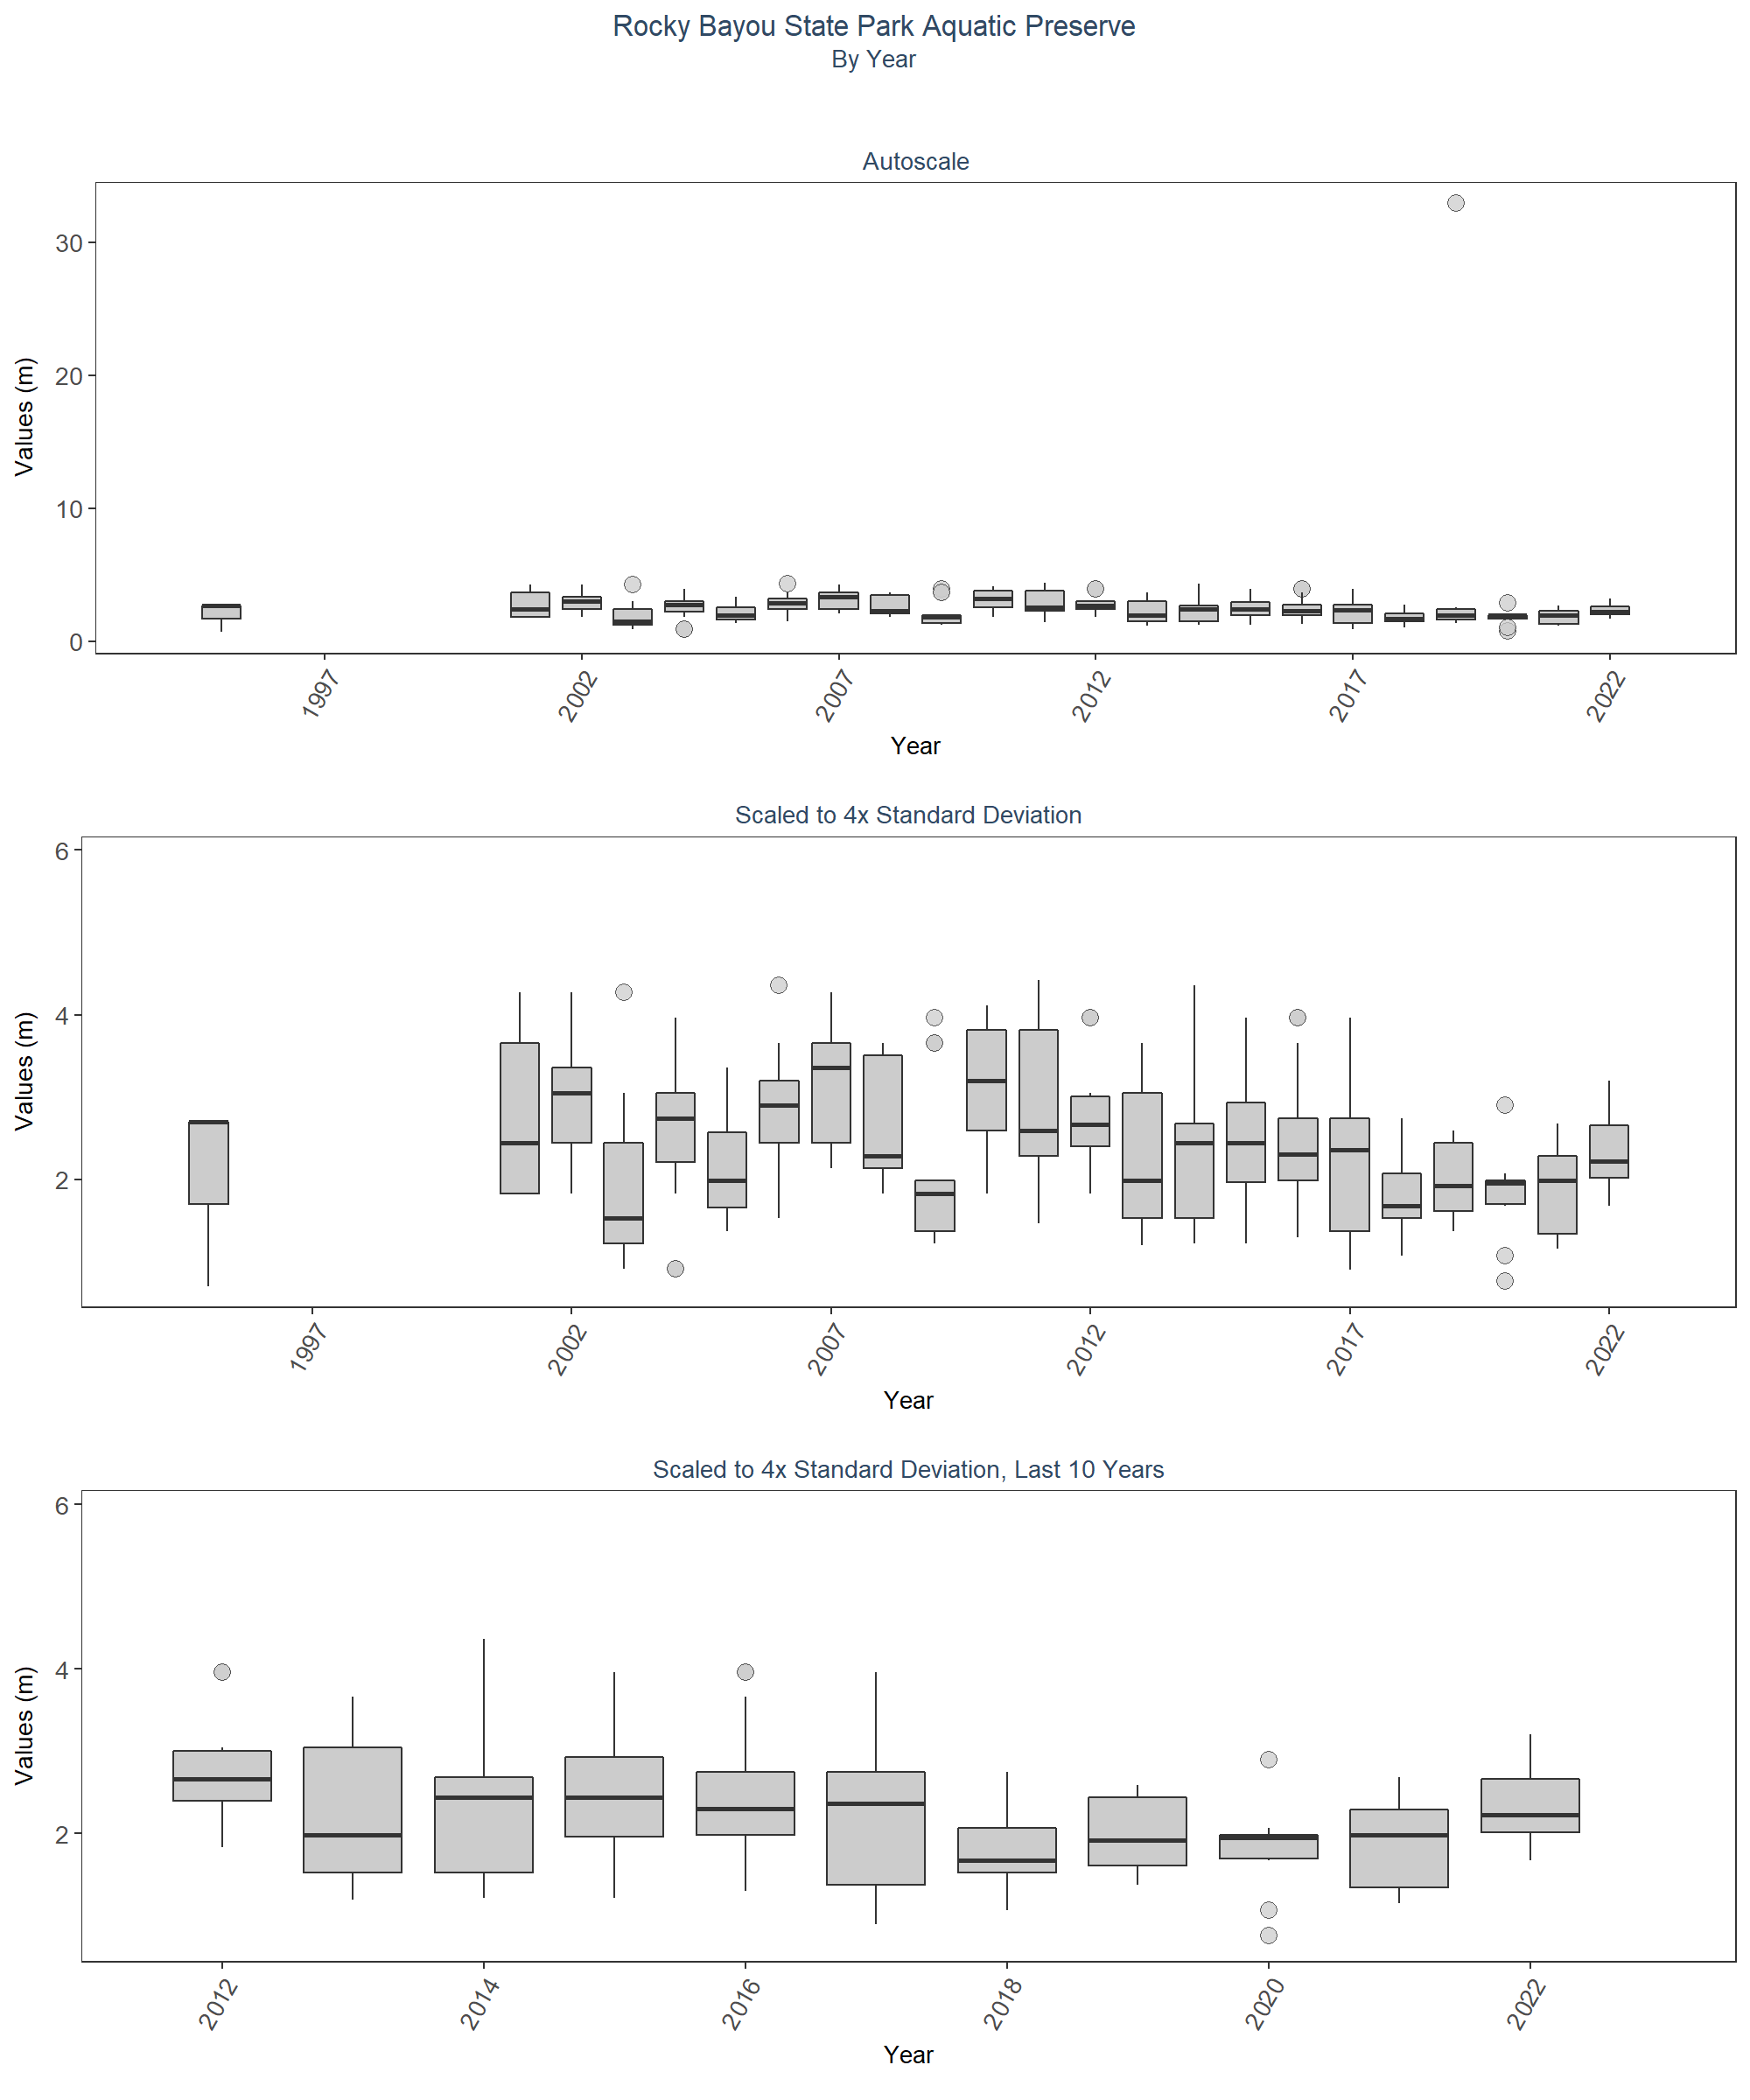 Rocky Bayou State Park Aquatic Preserve
By Year
Autoscale
Values (m)
30
20
10
0
1997 2002 2007 2012 2017 2022
Year
Scaled to 4x Standard Deviation
Values (m)
6
4
2
1997 2002 2007 2012 2017 2022
Year
Scaled to 4x Standard Deviation, Last 10 Years
Values (m)
6
4
2
2012 2014 2016 2018 2020 2022
Year